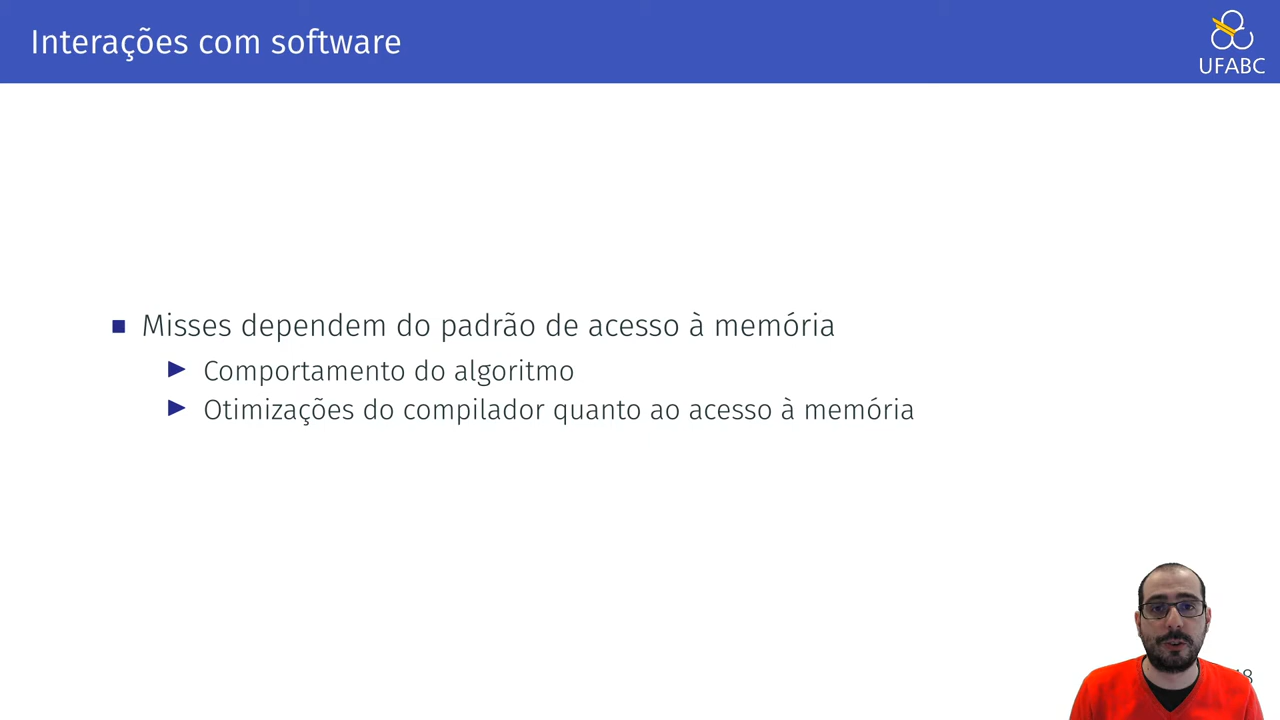 Interações com software
UFABC
Misses dependem do padrão de acesso à memória
Comportamento do algoritmo
Otimizações do compilador quanto ao acesso à memória